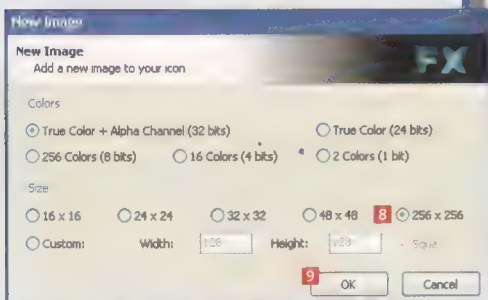 New Image
New Image
Add a new image to your icon
FX
Colors
True Color + Alpha Channel (32 bits) True Color (24 bits)
256 Colors (8 bits) 16 Colors (4 bits) 2 Colors (1 bit)
Size
16 x 16 24 x 24 32 x 32 48 x 48 8 256 x 256
Custom: Width: 128 Height: 128
9 OK Cancel